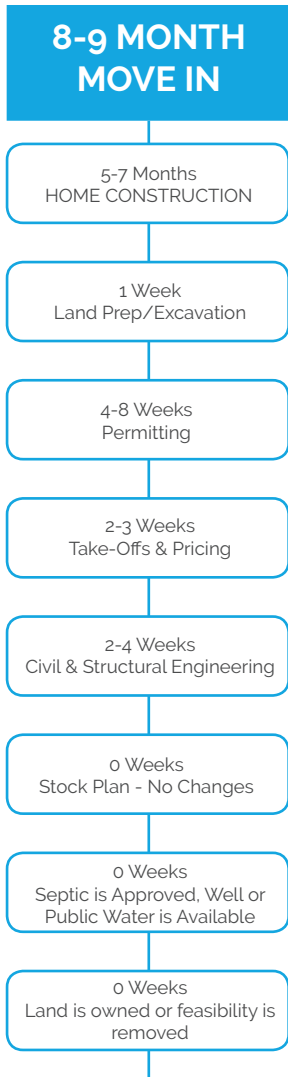 8-9 MONTH
MOVE IN
5-7 Months
HOME CONSTRUCTION
1 Week
Land Prep/Excavation
4-8 Weeks
Permitting
2-3 Weeks
Take-Offs & Pricing
2-4 Weeks
Civil & Structural Engineering
0 Weeks
Stock Plan - No Changes
0 Weeks
Septic is Approved, Well or
Public Water is Available
0 Weeks
Land is owned or feasibility is
removed